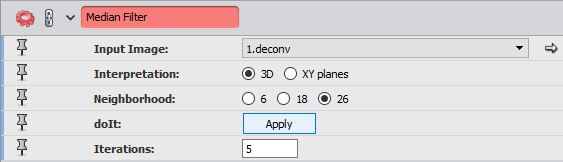 Median Filter
Input Image: 1.deconv
Interpretation: 3D XY planes
Neighborhood: 6 18 26
doIt: Apply
Iterations: 5